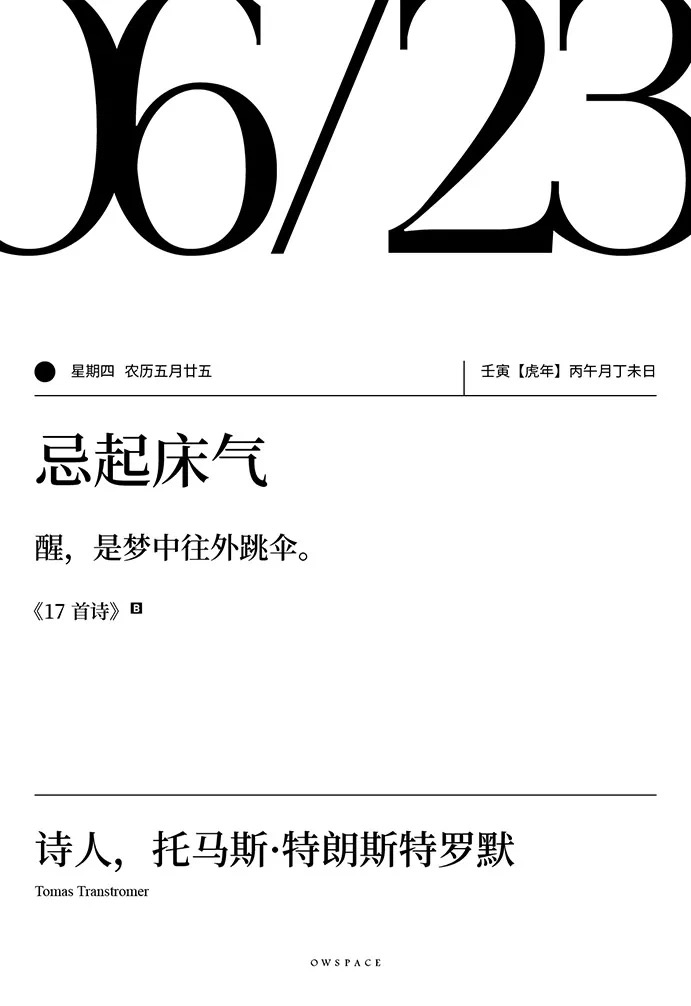 06/23
星期四 农历五月廿五
壬寅【虎年】丙午月丁未日
忌起床气
醒，是梦中往外跳伞。
《17 首诗》 B
诗人，托马斯·特朗斯特罗默
Tomas Transtromer
OWSPACE